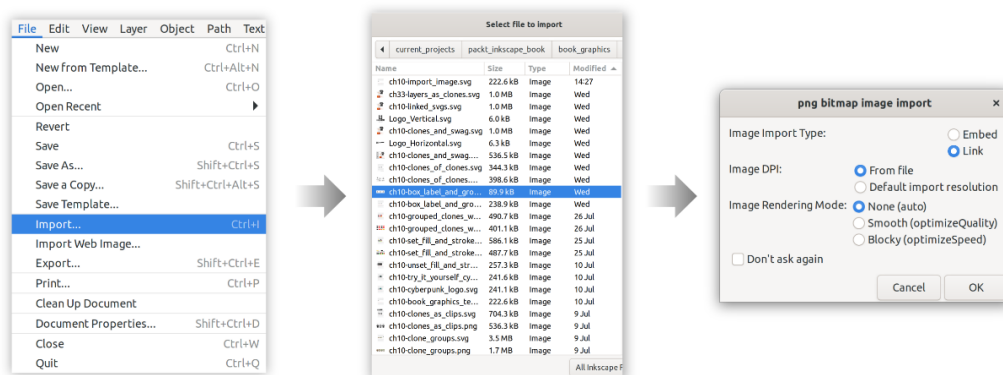 File Edit View Layer Object Path Text
New Ctrl+N
New from Template... Ctrl+Alt+N
Open... Ctrl+O
Open Recent
Revert
Save Ctrl+S
Save As... Shift+Ctrl+S
Save a Copy... Shift+Ctrl+Alt+S
Save Template...
Import... Ctrl+I
Import Web Image...
Export... Shift+Ctrl+E
Print... Ctrl+P
Clean Up Document
Document Properties... Shift+Ctrl+D
Close Ctrl+W
Quit Ctrl+Q
Select file to import
current_projects packt_inkscape_book book_graphics
Name Size Type Modified
ch10-import_image.svg 222.6 kB Image 14:27
ch33-layers_as_clones.svg 1.0 MB Image Wed
ch10-linked_svgs.svg 1.0 MB Image Wed
Logo_Vertical.svg 6.0 kB Image Wed
ch10-clones_and_swag.svg 1.0 MB Image Wed
Logo_Horizontal.svg 6.3 kB Image Wed
ch10-clones_and_swag.... 536.5 kB Image Wed
ch10-clones_of_clones.svg 344.3 kB Image Wed
ch10-clones_of_clones.... 398.6 kB Image Wed
ch10-box_label_and_gro... 89.9 kB Image Wed
ch10-box_label_and_gro... 238.9 kB Image Wed
ch10-grouped_clones_w... 490.7 kB Image 26 Jul
ch10-grouped_clones_w... 401.1 kB Image 26 Jul
ch10-set_fill_and_stroke... 586.1 kB Image 25 Jul
ch10-set_fill_and_stroke... 487.7 kB Image 25 Jul
ch10-unset_fill_and_str... 257.3 kB Image 10 Jul
ch10-try_it_yourself_cy... 241.6 kB Image 10 Jul
ch10-cyberpunk_logo.svg 241.1 kB Image 10 Jul
ch10-book_graphics_te... 222.6 kB Image 10 Jul
ch10-clones_as_clips.svg 704.3 kB Image 9 Jul
ch10-clones_as_clips.png 536.3 kB Image 9 Jul
ch10-clone_groups.svg 3.5 MB Image 9 Jul
ch10-clone_groups.png 1.7 MB Image 9 Jul
All Inkscape F
png bitmap image import ×
Image Import Type: Embed
Link
Image DPI: From file
Default import resolution
Image Rendering Mode: None (auto)
Smooth (optimizeQuality)
Blocky (optimizeSpeed)
Don't ask again
Cancel OK